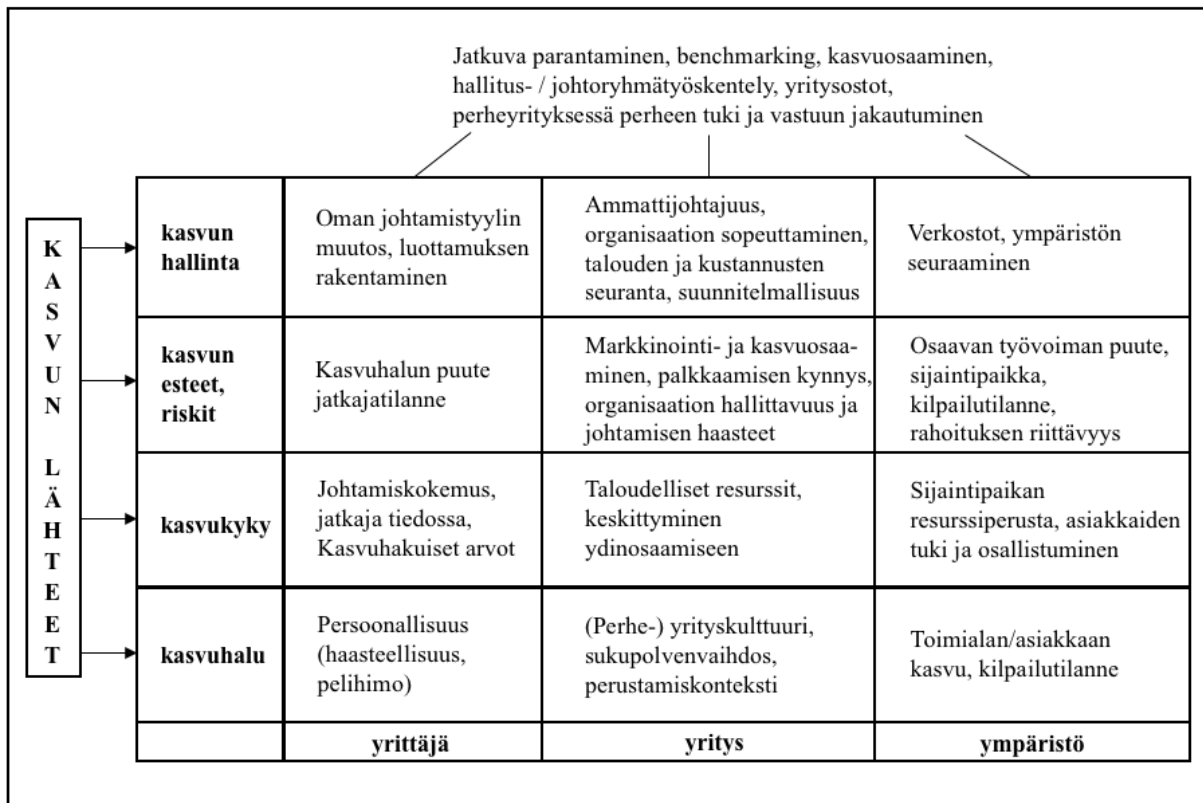 Jatkuva parantaminen, benchmarking, kasvuosaaminen,
hallitus- / johtoryhmätyöskentely, yritysostot,
perheyrityksessä perheen tuki ja vastuun jakautuminen
KASVUN LÄHTEET
kasvun
hallinta
Oman johtamistyylin
muutos, luottamuksen
rakentaminen
Ammattijohtajuus,
organisaation sopeuttaminen,
talouden ja kustannusten
seuranta, suunnitelmallisuus
Verkostot, ympäristön
seuraaminen
kasvun
esteet,
riskit
Kasvuhalun puute
jatkajatilanne
Markkinointi- ja kasvuosaa-
minen, palkkaamisen kynnys,
organisaation hallittavuus ja
johtamisen haasteet
Osaavan työvoiman puute,
sijaintipaikka,
kilpailutilanne,
rahoituksen riittävyys
kasvukyky
Johtamiskokemus,
jatkaja tiedossa,
Kasvuhakuiset arvot
Taloudelliset resurssit,
keskittyminen
ydinosaamiseen
Sijaintipaikan
resurssiperusta, asiakkaiden
tuki ja osallistuminen
kasvuhalu
Persoonallisuus
(haasteellisuus,
pelihimo)
(Perhe-) yrityskulttuuri,
sukupolvenvaihdos,
perustamiskonteksti
Toimialan/asiakkaan
kasvu, kilpailutilanne
yrittäjä
yritys
ympäristö